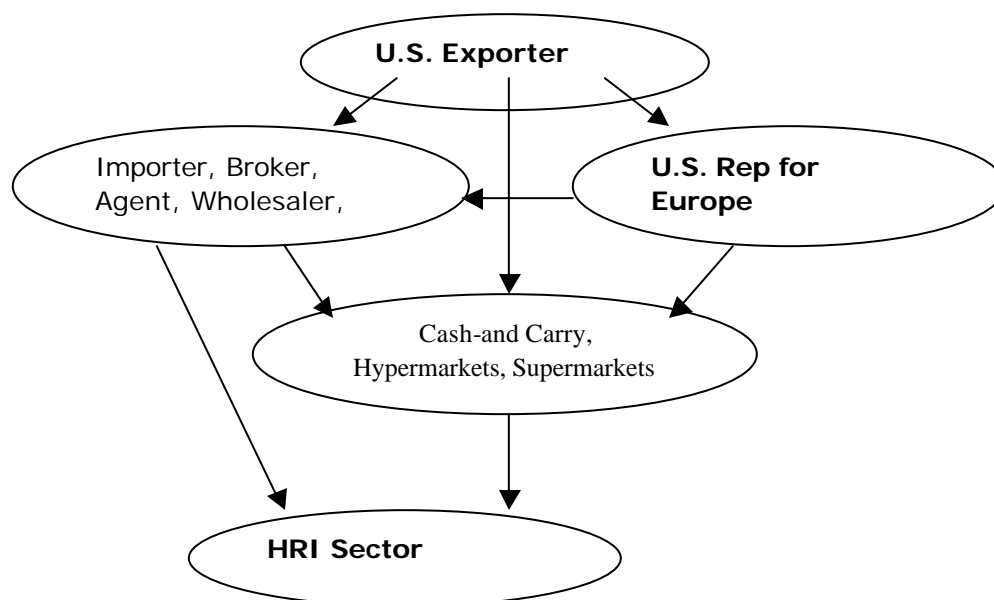 U.S. Exporter
Importer, Broker,
Agent, Wholesaler,
U.S. Rep for
Europe
Cash-and Carry,
Hypermarkets, Supermarkets
HRI Sector